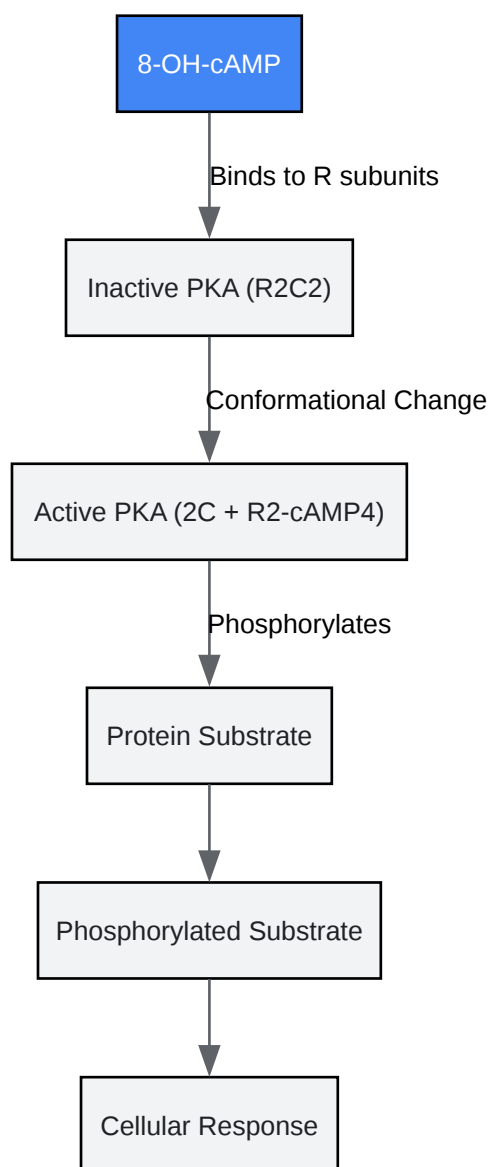 8-OH-cAMP
Binds to R subunits
Inactive PKA (R2C2)
Conformational Change
Active PKA (2C + R2-cAMP4)
Phosphorylates
Protein Substrate
Phosphorylated Substrate
Cellular Response